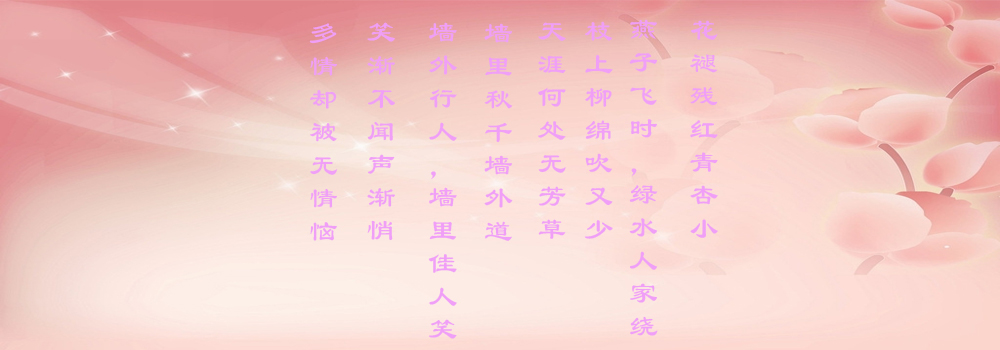 花褪残红青杏小
燕子飞时，绿水人家绕
枝上柳绵吹又少
天涯何处无芳草
墙里秋千墙外道
墙外行人，墙里佳人笑
笑渐不闻声渐悄
多情却被无情恼